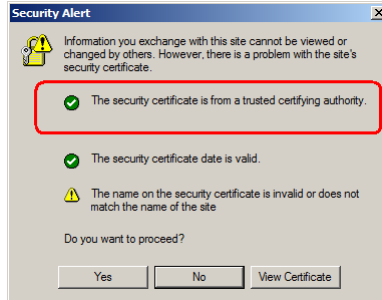 Security Alert
Information you exchange with this site cannot be viewed or
changed by others. However, there is a problem with the site's
security certificate.
The security certificate is from a trusted certifying authority.
The security certificate date is valid.
The name on the security certificate is invalid or does not
match the name of the site
Do you want to proceed?
Yes No View Certificate